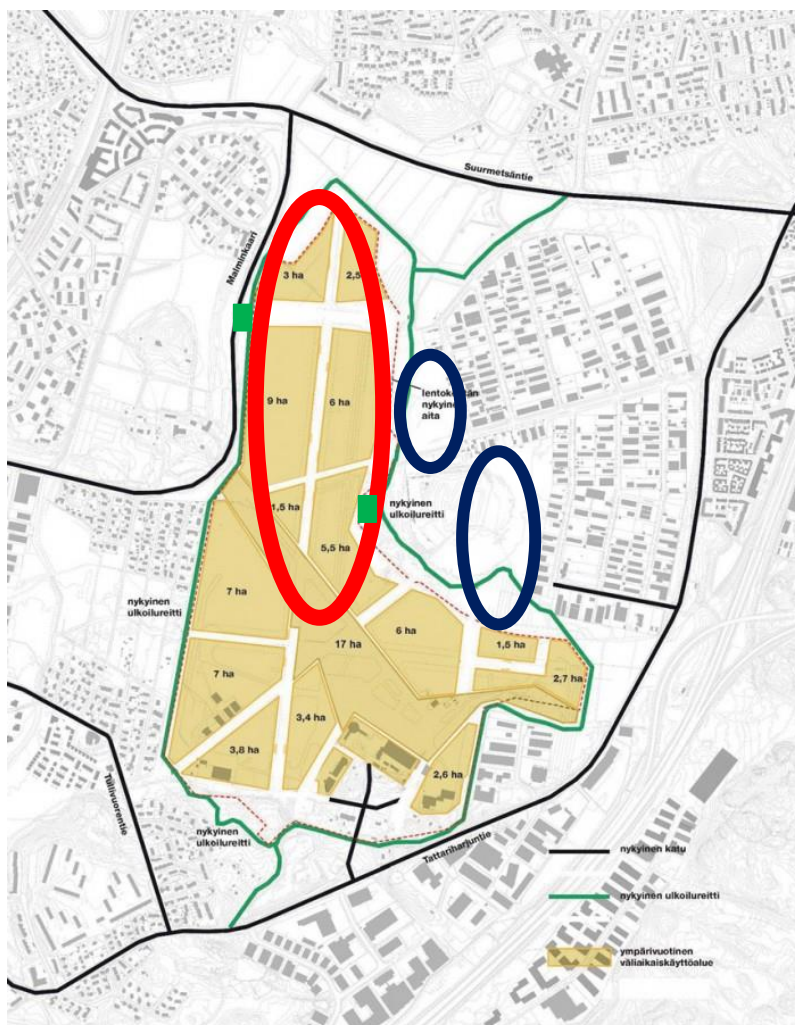 Suurmetsäntie
Malminkaari
3 ha
2,5
9 ha
6 ha
nykyinen
aita
1,5 ha
nykyinen
ulkoilureitti
5,5 ha
7 ha
nykyinen
ulkoilureitti
6 ha
17 ha
1,5 ha
7 ha
2,7 ha
3,4 ha
3,8 ha
2,6 ha
Tullivuorentie
nykyinen
ulkoilureitti
Tattariharjuntie
nykyinen katu
nykyinen ulkoilureitti
ympärivuotinen
väliaikaiskäyttöalue